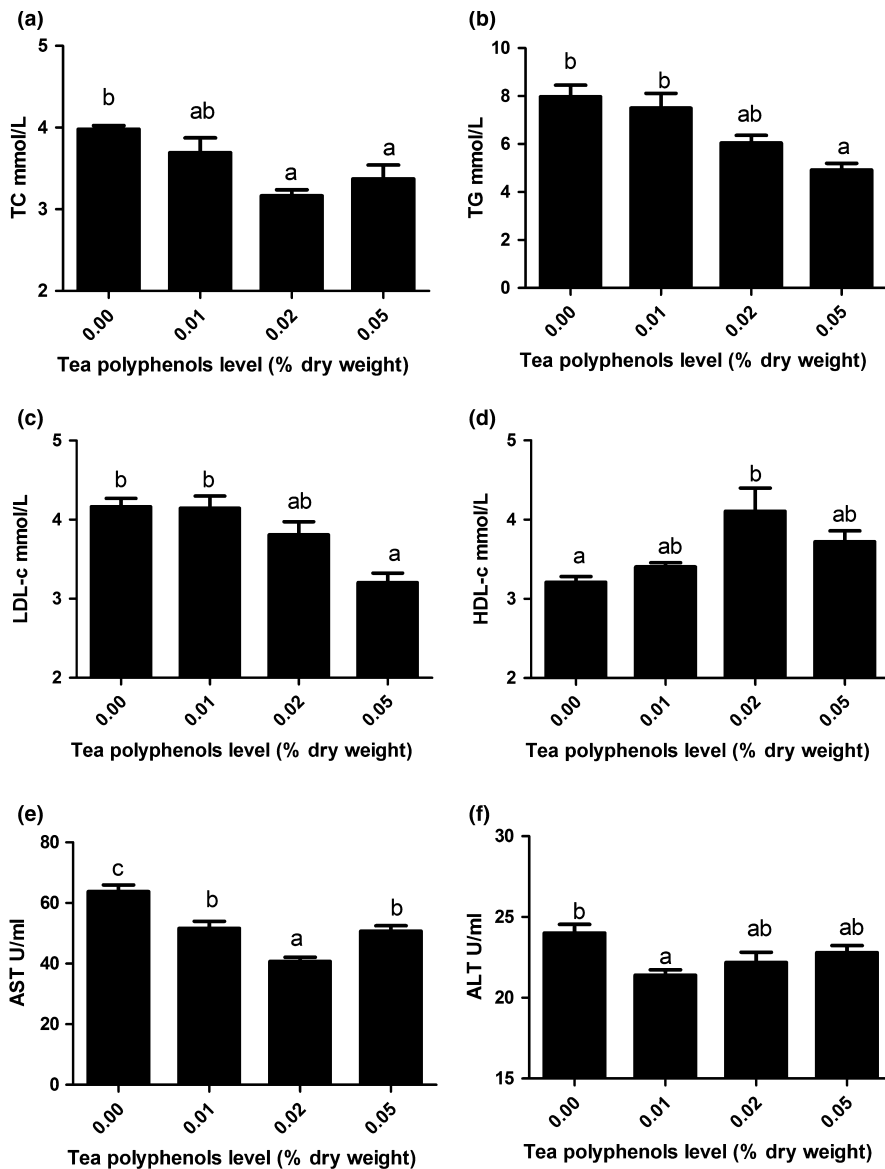 (a)
5
4
3
2
TC mmol/L
b
ab
a
a
0.00
0.01
0.02
0.05
Tea polyphenols level (% dry weight)
(b)
10
8
6
4
2
0
TG mmol/L
b
b
ab
a
0.00
0.01
0.02
0.05
Tea polyphenols level (% dry weight)
(c)
5
4
3
2
LDL-c mmol/L
b
b
ab
a
0.00
0.01
0.02
0.05
Tea polyphenols level (% dry weight)
(d)
5
4
3
2
HDL-c mmol/L
a
ab
b
ab
0.00
0.01
0.02
0.05
Tea polyphenols level (% dry weight)
(e)
80
60
40
20
0
AST U/ml
c
b
a
b
0.00
0.01
0.02
0.05
Tea polyphenols level (% dry weight)
(f)
30
25
20
15
ALT U/ml
b
a
ab
ab
0.00
0.01
0.02
0.05
Tea polyphenols level (% dry weight)